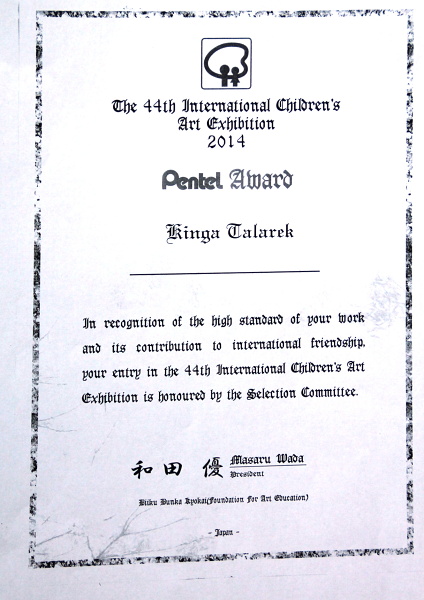 The 44th International Children's
Art Exhibition
2014
Pentel Award
Kinga Talarek
In recognition of the high standard of your work
and its contribution to international friendship,
your entry in the 44th International Children's Art
Exhibition is honoured by the Selection Committee.
和田 優 Masaru Wada
President
Biiku Bunka Kyokai(Foundation For Art Education)
- Japan -